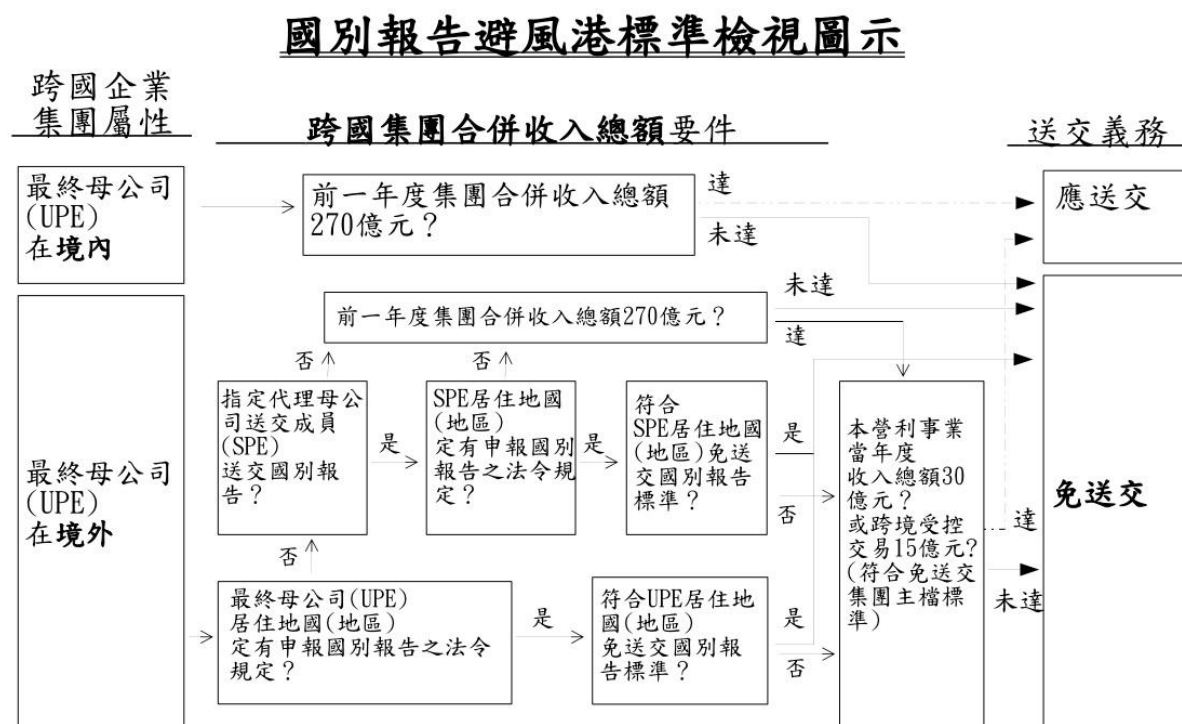 國別報告避風港標準檢視圖示
跨國企業
集團屬性
跨國集團合併收入總額要件
送交義務
最終母公司
(UPE)
在境內
前一年度集團合併收入總額
270億元？
達
未達
應送交
最終母公司
(UPE)
在境外
前一年度集團合併收入總額270億元？
未達
達
否
否
指定代理母公
司送交成員
(SPE)
送交國別報
告？
是
SPE居住地國
(地區)
定有申報國別
報告之法令規
定？
是
符合
SPE居住地國
(地區)免送
交國別報告
標準？
是
否
本營利事業
當年度
收入總額30
億元？
或跨境受控
交易15億元?
(符合免送交
集團主檔標
準)
達
未達
免送交
否
最終母公司(UPE)
居住地國(地區)
定有申報國別報告之法令
規定？
是
符合UPE居住地
國(地區)
免送交國別報
告標準？
是
否